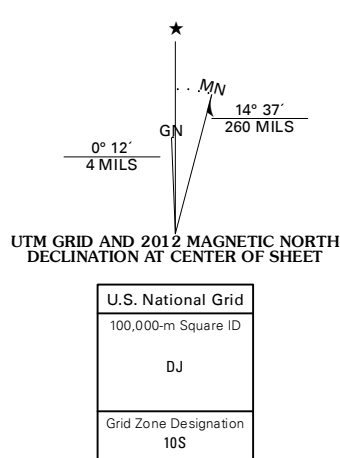 ★
MN
GN
14° 37´
260 MILS
0° 12´
4 MILS
UTM GRID AND 2012 MAGNETIC NORTH
DECLINATION AT CENTER OF SHEET
U.S. National Grid
100,000-m Square ID
DJ
Grid Zone Designation
10S